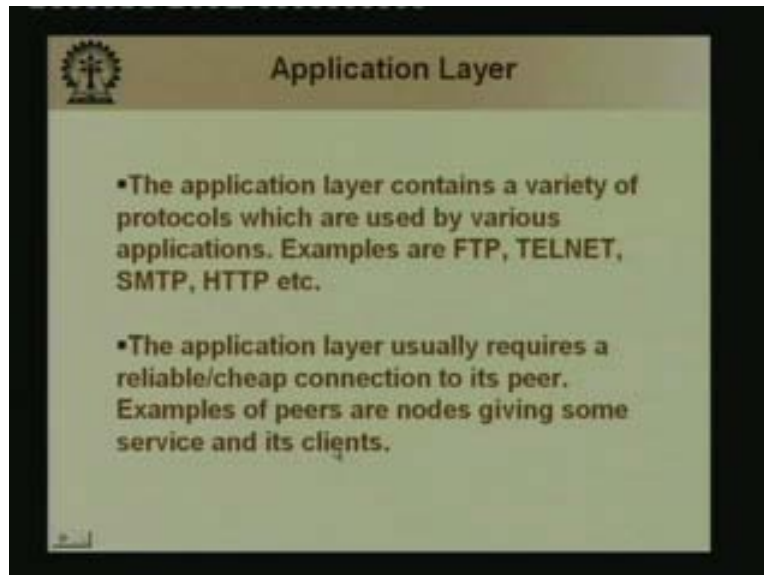 Application Layer
▪The application layer contains a variety of
protocols which are used by various
applications. Examples are FTP, TELNET,
SMTP, HTTP etc.
▪The application layer usually requires a
reliable/cheap connection to its peer.
Examples of peers are nodes giving some
service and its clients.